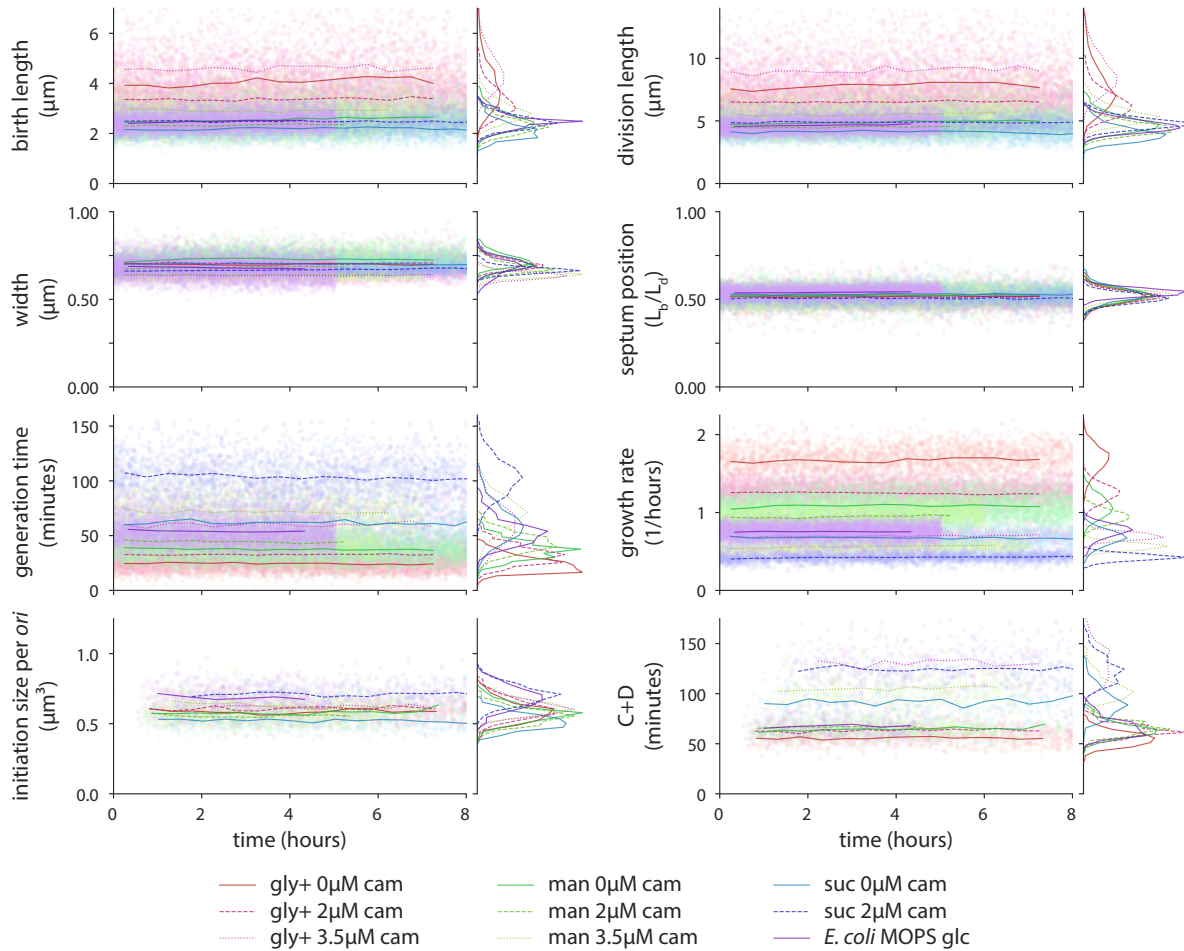 birth length
(μm)
6
4
2
0
division length
(μm)
10
5
0
width
(μm)
1.00
0.50
0.00
septum position
(L_b/L_d)
1.00
0.50
0.00
generation time
(minutes)
150
100
50
0
growth rate
(1/hours)
2
1
0
initiation size per ori
(μm³)
1.0
0.5
0.0
0 2 4 6 8
time (hours)
C+D
(minutes)
150
100
50
0
0 2 4 6 8
time (hours)
gly+ 0μM cam
gly+ 2μM cam
gly+ 3.5μM cam
man 0μM cam
man 2μM cam
man 3.5μM cam
suc 0μM cam
suc 2μM cam
E. coli MOPS glc